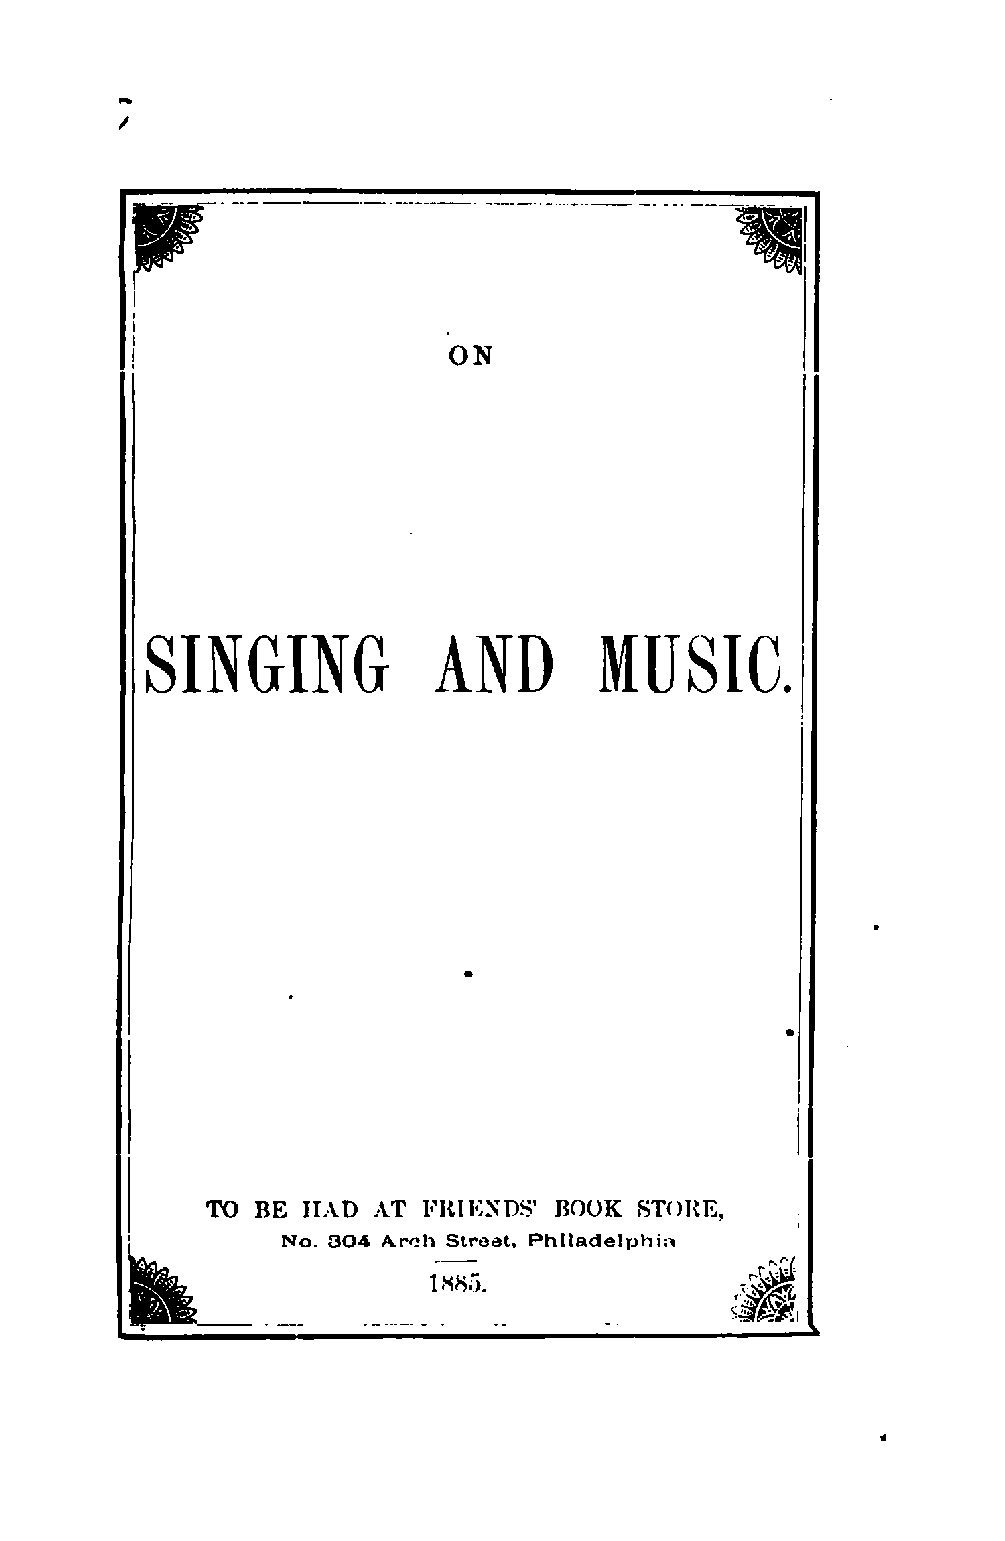 ON
SINGING AND MUSIC.
TO BE HAD AT FRIENDS' BOOK STORE,
No. 304 Arch Street, Philadelphia
1885.